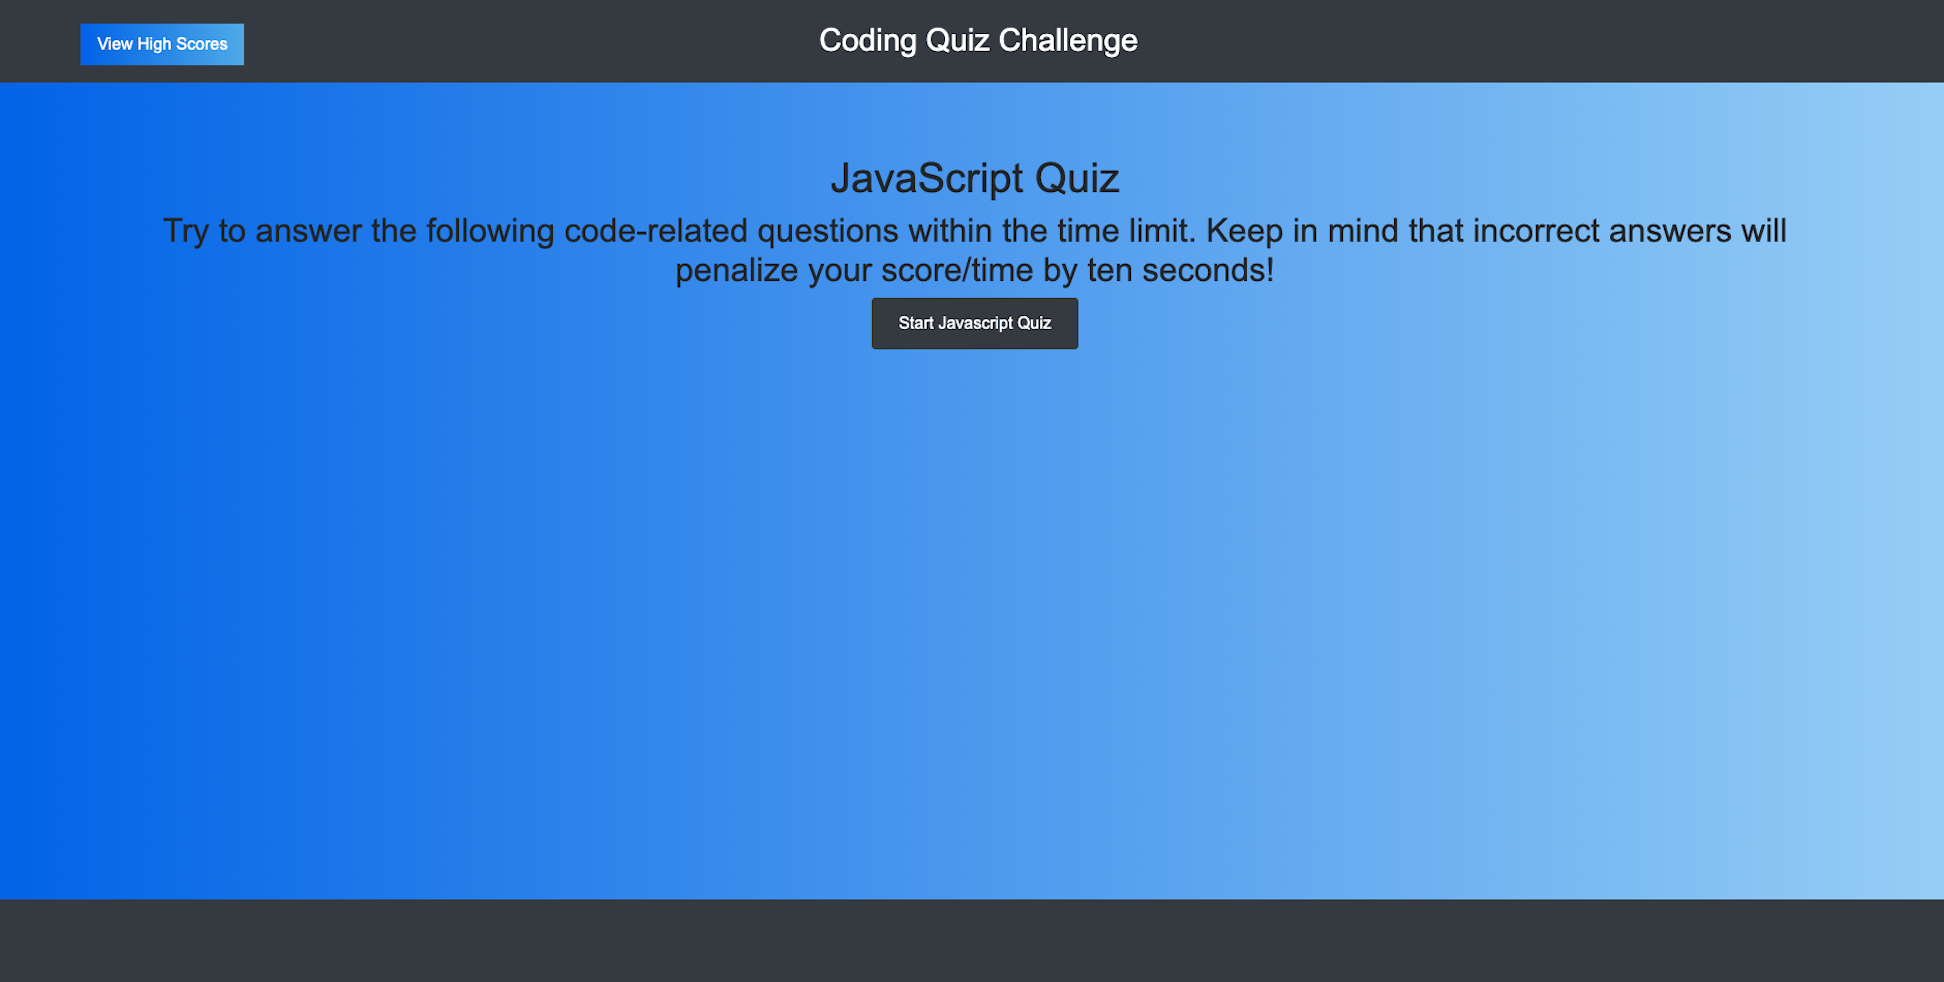 View High Scores
Coding Quiz Challenge
JavaScript Quiz
Try to answer the following code-related questions within the time limit. Keep in mind that incorrect answers will
penalize your score/time by ten seconds!
Start Javascript Quiz